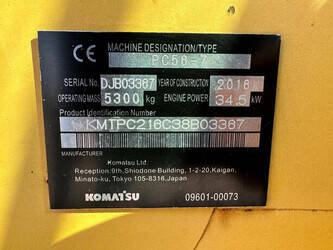 CE MACHINE DESIGNATION/TYPE
PC56-7
SERIAL No. DJB03367 YEAR OF CONSTRUCTION 2018
OPERATING MASS 5300 kg ENGINE POWER 34.5 kW
Product Identification Number
KMTPC216C38B03367
MANUFACTURER
Komatsu Ltd.
Reception:9th,Shiodome Building, 1-2-20,Kaigan,
Minato-ku, Tokyo 105-8316,Japan
KOMATSU 09601-00073